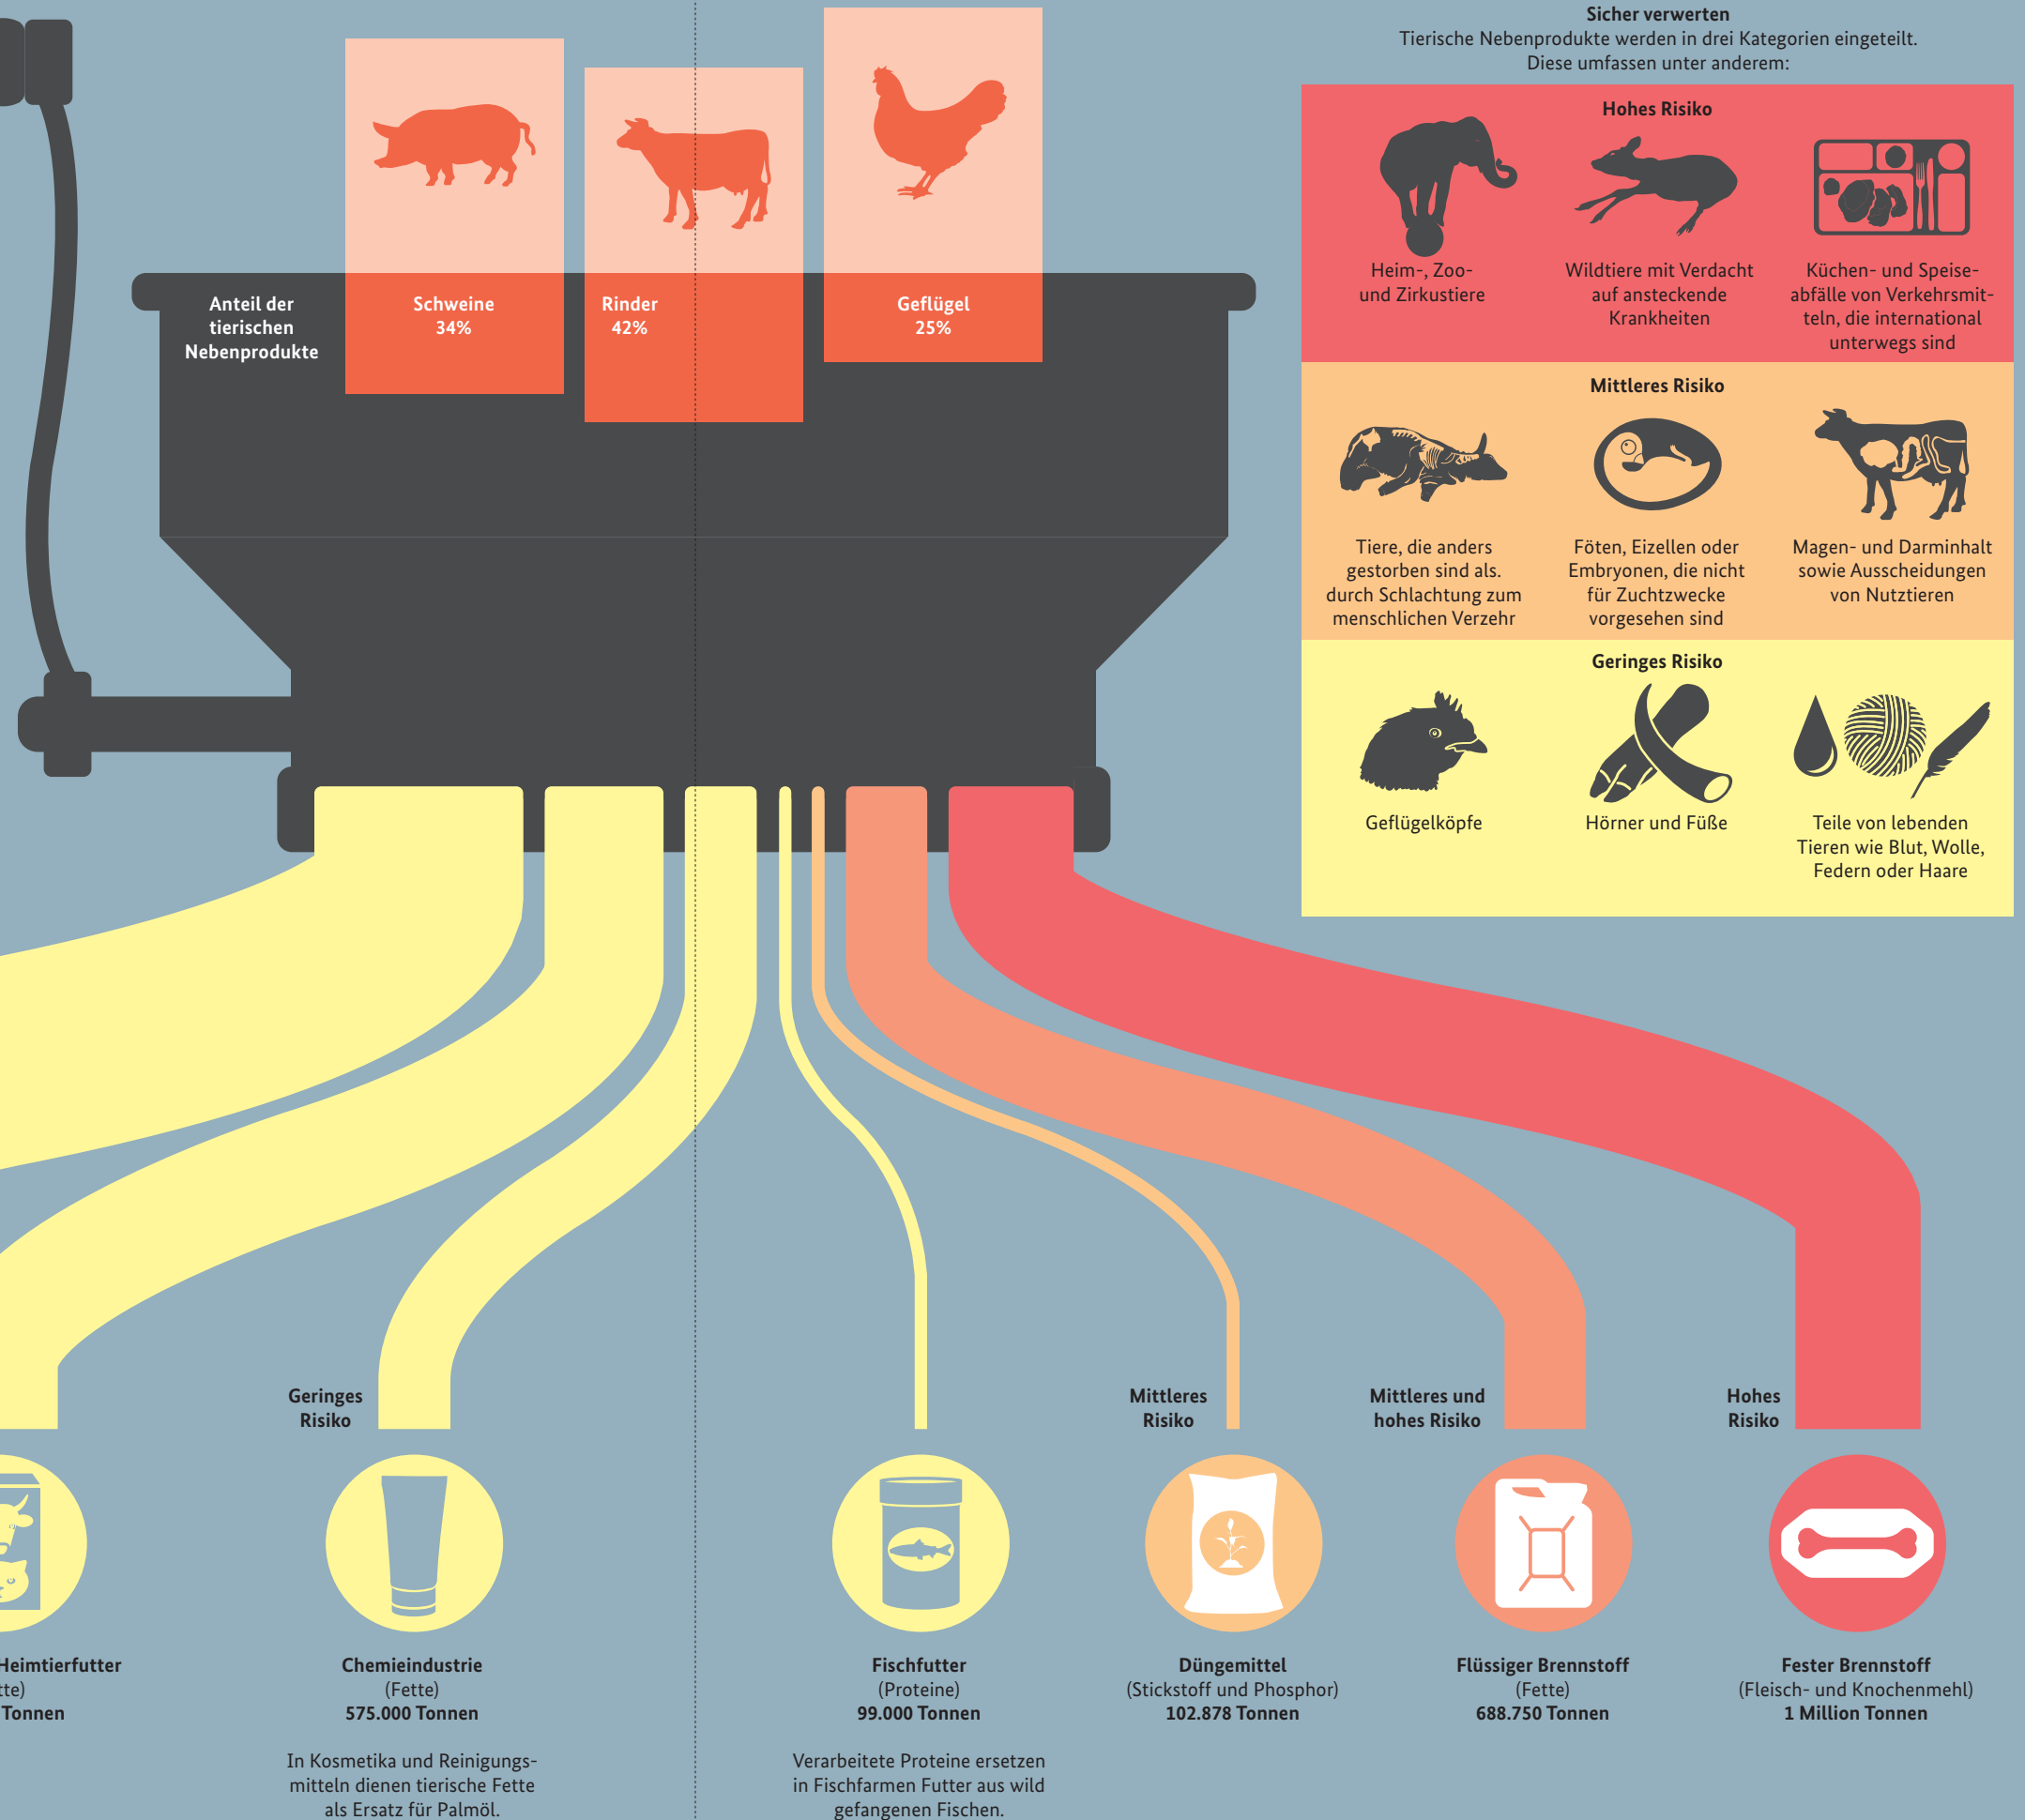 Sicher verwerten
Tierische Nebenprodukte werden in drei Kategorien eingeteilt.
Diese umfassen unter anderem:
Hohes Risiko
Heim-, Zoo-
und Zirkustiere
Wildtiere mit Verdacht
auf ansteckende
Krankheiten
Küchen- und Speise-
abfälle von Verkehrsmit-
teln, die international
unterwegs sind
Mittleres Risiko
Tiere, die anders
gestorben sind als.
durch Schlachtung zum
menschlichen Verzehr
Föten, Eizellen oder
Embryonen, die nicht
für Zuchtzwecke
vorgesehen sind
Magen- und Darminhalt
sowie Ausscheidungen
von Nutztieren
Geringes Risiko
Geflügelköpfe
Hörner und Füße
Teile von lebenden
Tieren wie Blut, Wolle,
Federn oder Haare
Anteil der
tierischen
Nebenprodukte
Schweine
34%
Rinder
42%
Geflügel
25%
Geringes
Risiko
Mittleres
Risiko
Mittleres und
hohes Risiko
Hohes
Risiko
Heimtierfutter
tte)
Tonnen
Chemieindustrie
(Fette)
575.000 Tonnen
In Kosmetika und Reinigungs-
mitteln dienen tierische Fette
als Ersatz für Palmöl.
Fischfutter
(Proteine)
99.000 Tonnen
Verarbeitete Proteine ersetzen
in Fischfarmen Futter aus wild
gefangenen Fischen.
Düngemittel
(Stickstoff und Phosphor)
102.878 Tonnen
Flüssiger Brennstoff
(Fette)
688.750 Tonnen
Fester Brennstoff
(Fleisch- und Knochenmehl)
1 Million Tonnen